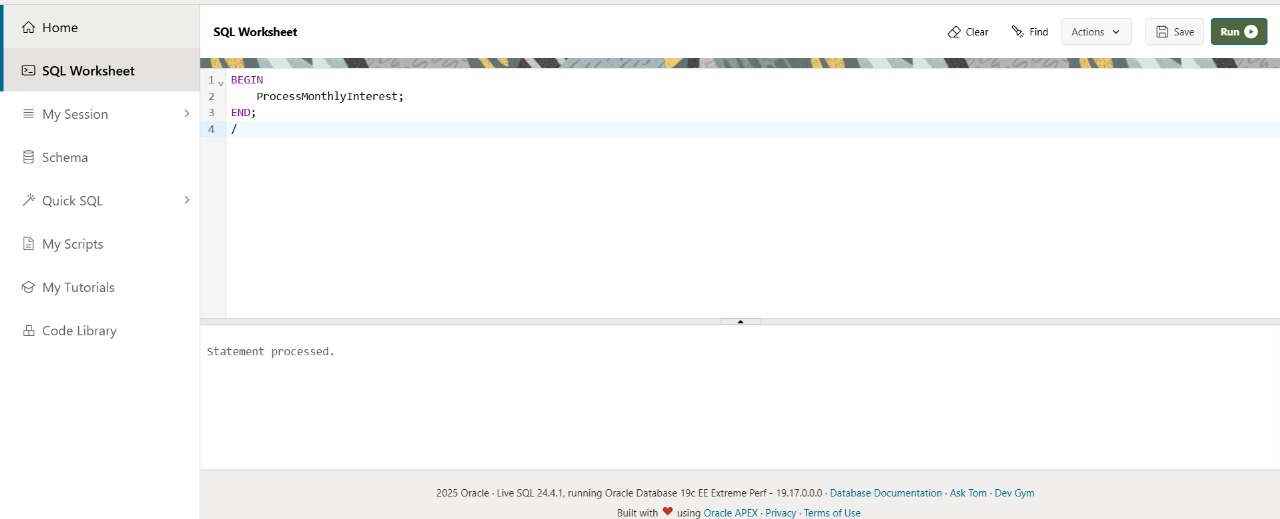 Home
SQL Worksheet
My Session
Schema
Quick SQL
My Scripts
My Tutorials
Code Library
SQL Worksheet
Clear
Find
Actions
Save
Run
1 BEGIN
2     ProcessMonthlyInterest;
3 END;
4 /
Statement processed.
2025 Oracle · Live SQL 24.4.1, running Oracle Database 19c EE Extreme Perf - 19.17.0.0.0 · Database Documentation · Ask Tom · Dev Gym
Built with ❤ using Oracle APEX · Privacy · Terms of Use